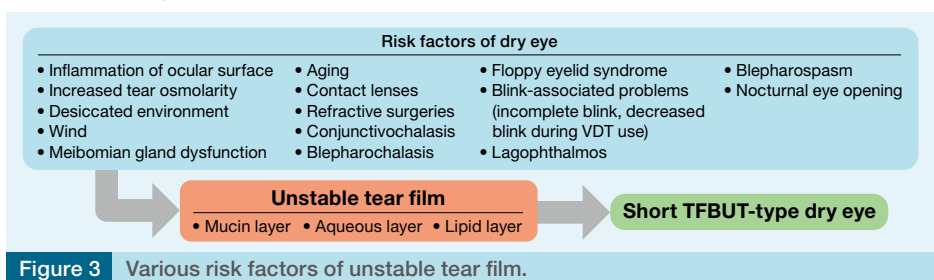 Risk factors of dry eye
• Inflammation of ocular surface
• Increased tear osmolarity
• Desiccated environment
• Wind
• Meibomian gland dysfunction
• Aging
• Contact lenses
• Refractive surgeries
• Conjunctivochalasis
• Blepharochalasis
• Floppy eyelid syndrome
• Blink-associated problems
(incomplete blink, decreased
blink during VDT use)
• Lagophthalmos
• Blepharospasm
• Nocturnal eye opening
Unstable tear film
• Mucin layer • Aqueous layer • Lipid layer
Short TFBUT-type dry eye
Figure 3 Various risk factors of unstable tear film.